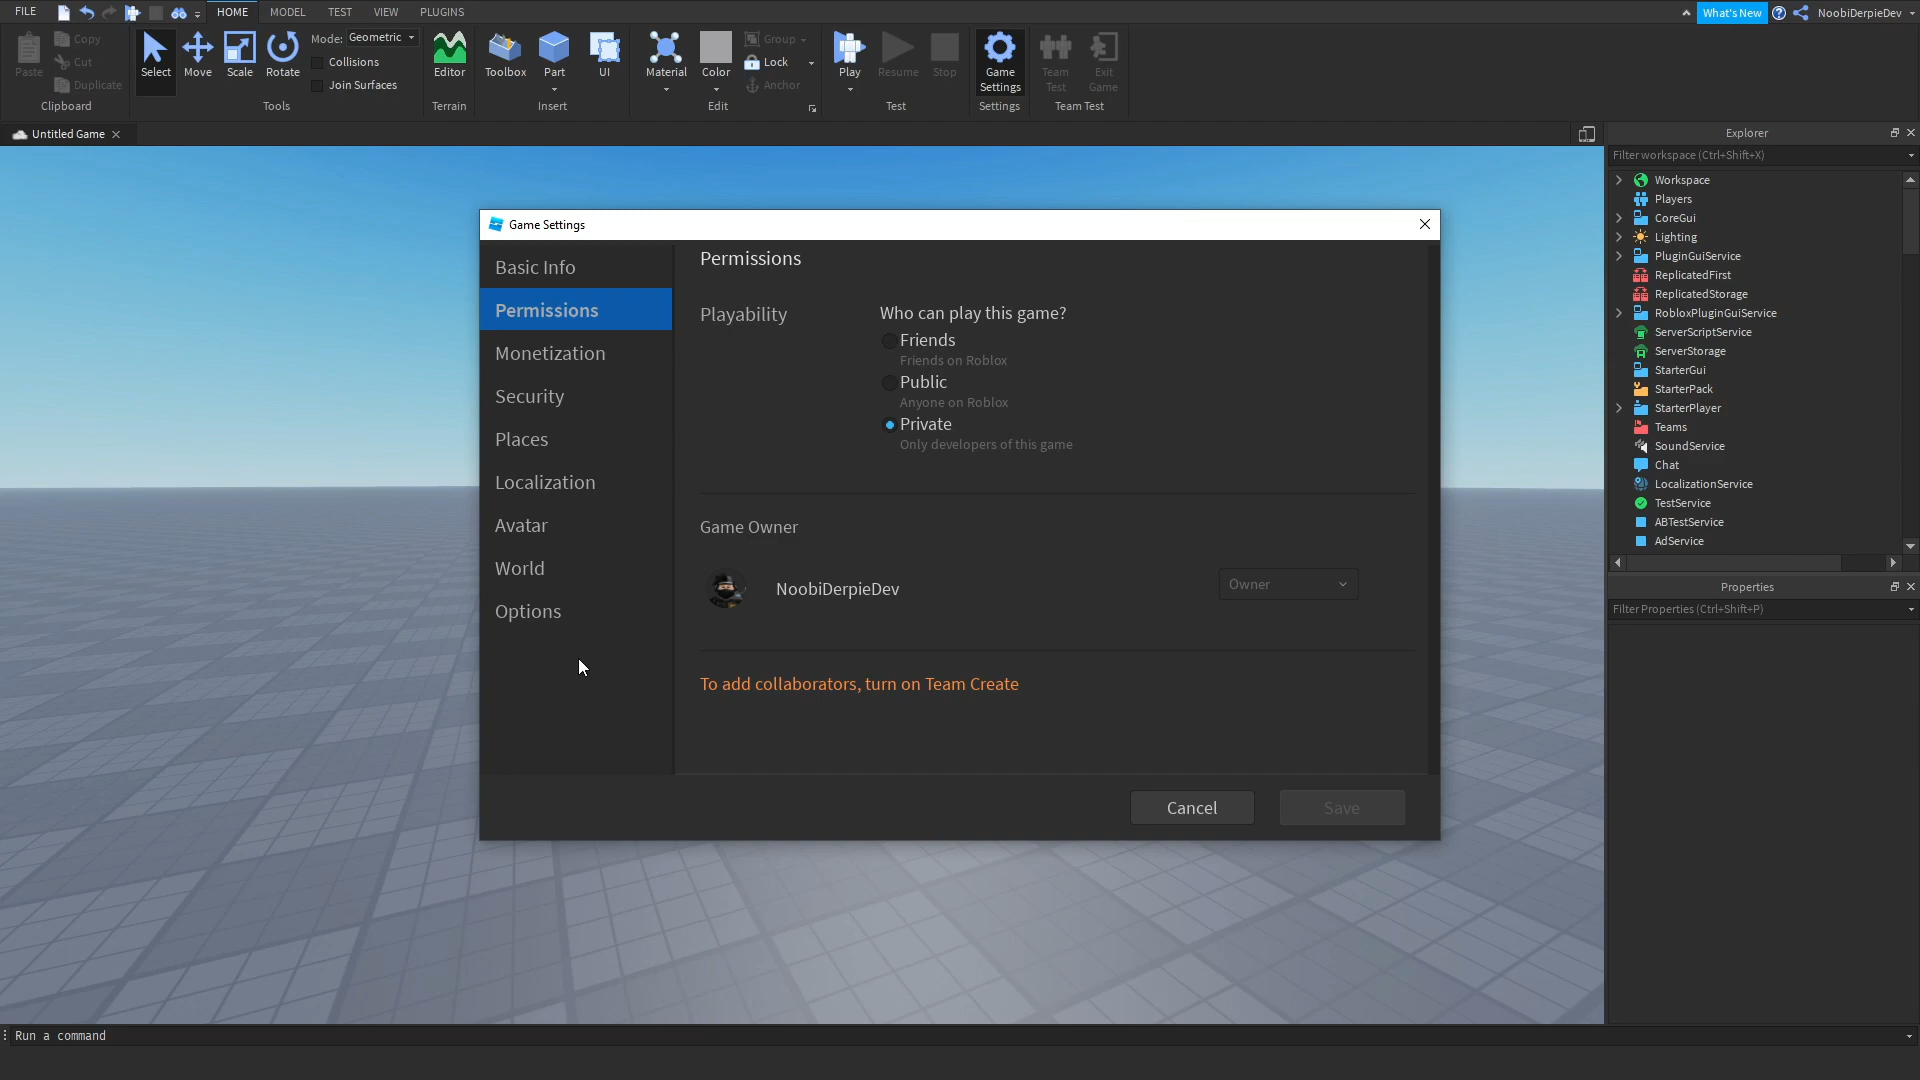 FILE
HOME
MODEL
TEST
VIEW
PLUGINS
What's New
NoobiDerpieDev
Paste
Copy
Cut
Duplicate
Clipboard
Select
Move
Scale
Rotate
Mode: Geometric
Collisions
Join Surfaces
Tools
Editor
Terrain
Toolbox
Part
UI
Insert
Material
Color
Group
Lock
Anchor
Edit
Play
Resume
Stop
Test
Game
Settings
Settings
Team
Test
Exit
Game
Team Test
Untitled Game
Game Settings
Basic Info
Permissions
Monetization
Security
Places
Localization
Avatar
World
Options
Permissions
Playability
Who can play this game?
Friends
Friends on Roblox
Public
Anyone on Roblox
Private
Only developers of this game
Game Owner
NoobiDerpieDev
Owner
To add collaborators, turn on Team Create
Cancel
Save
Explorer
Filter workspace (Ctrl+Shift+X)
Workspace
Players
CoreGui
Lighting
PluginGuiService
ReplicatedFirst
ReplicatedStorage
RobloxPluginGuiService
ServerScriptService
ServerStorage
StarterGui
StarterPack
StarterPlayer
Teams
SoundService
Chat
LocalizationService
TestService
ABTestService
AdService
Properties
Filter Properties (Ctrl+Shift+P)
Run a command